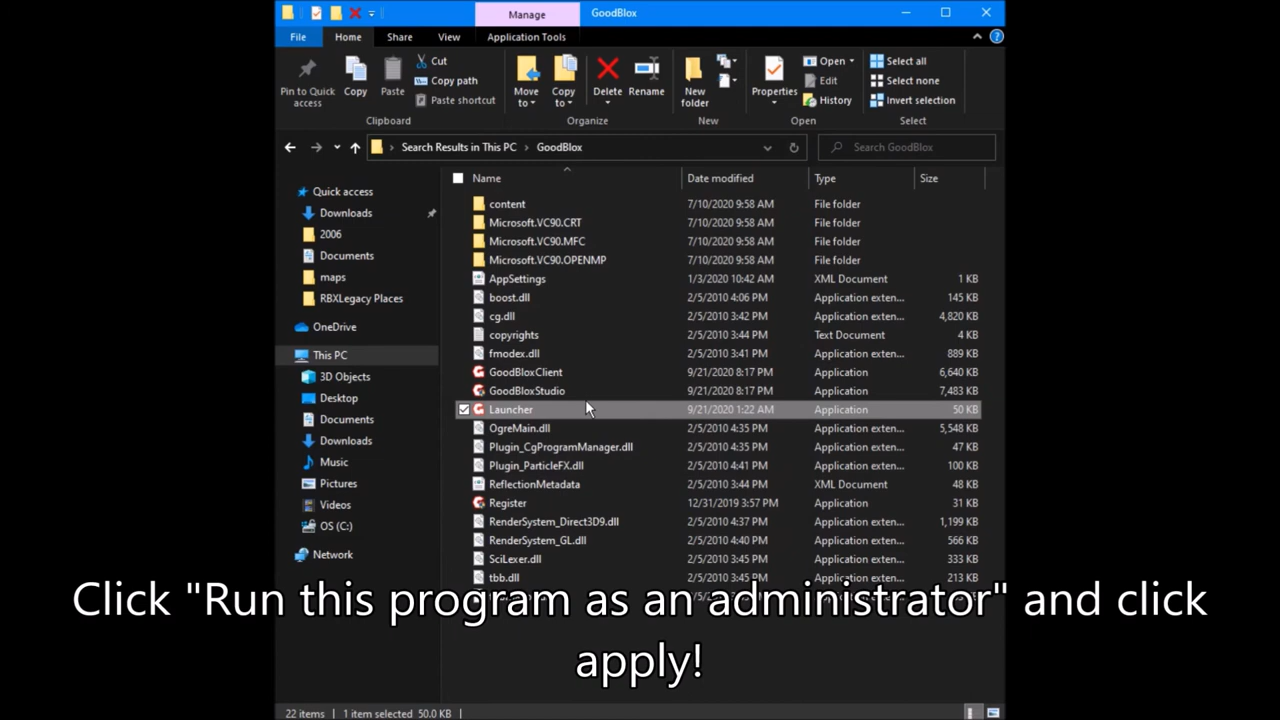 Manage
GoodBlox
File
Home
Share
View
Application Tools
Pin to Quick access
Copy
Paste
Cut
Copy path
Paste shortcut
Clipboard
Move to
Copy to
Delete
Rename
Organize
New folder
New
Properties
Open
Edit
History
Open
Select all
Select none
Invert selection
Select
Search Results in This PC > GoodBlox
Search GoodBlox
Quick access
Downloads
2006
Documents
maps
RBXLegacy Places
OneDrive
This PC
3D Objects
Desktop
Documents
Downloads
Music
Pictures
Videos
OS (C:)
Network
Name Date modified Type Size
content 7/10/2020 9:58 AM File folder
Microsoft.VC90.CRT 7/10/2020 9:58 AM File folder
Microsoft.VC90.MFC 7/10/2020 9:58 AM File folder
Microsoft.VC90.OPENMP 7/10/2020 9:58 AM File folder
AppSettings 1/3/2020 10:42 AM XML Document 1 KB
boost.dll 2/5/2010 4:06 PM Application exten... 145 KB
cg.dll 2/5/2010 3:42 PM Application exten... 4,820 KB
copyrights 2/5/2010 3:44 PM Text Document 4 KB
fmodex.dll 2/5/2010 3:41 PM Application exten... 889 KB
GoodBloxClient 9/21/2020 8:17 PM Application 6,640 KB
GoodBloxStudio 9/21/2020 8:17 PM Application 7,483 KB
Launcher 9/21/2020 1:22 AM Application 50 KB
OgreMain.dll 2/5/2010 4:35 PM Application exten... 5,548 KB
Plugin_CgProgramManager.dll 2/5/2010 4:35 PM Application exten... 47 KB
Plugin_ParticleFX.dll 2/5/2010 4:41 PM Application exten... 100 KB
ReflectionMetadata 2/5/2010 3:44 PM XML Document 48 KB
Register 12/31/2019 3:57 PM Application 31 KB
RenderSystem_Direct3D9.dll 2/5/2010 4:37 PM Application exten... 1,199 KB
RenderSystem_GL.dll 2/5/2010 4:40 PM Application exten... 566 KB
SciLexer.dll 2/5/2010 3:45 PM Application exten... 333 KB
tbb.dll 2/5/2010 3:45 PM Application exten... 213 KB
Click "Run this program as an administrator" and click
apply!
22 items 1 item selected 50.0 KB